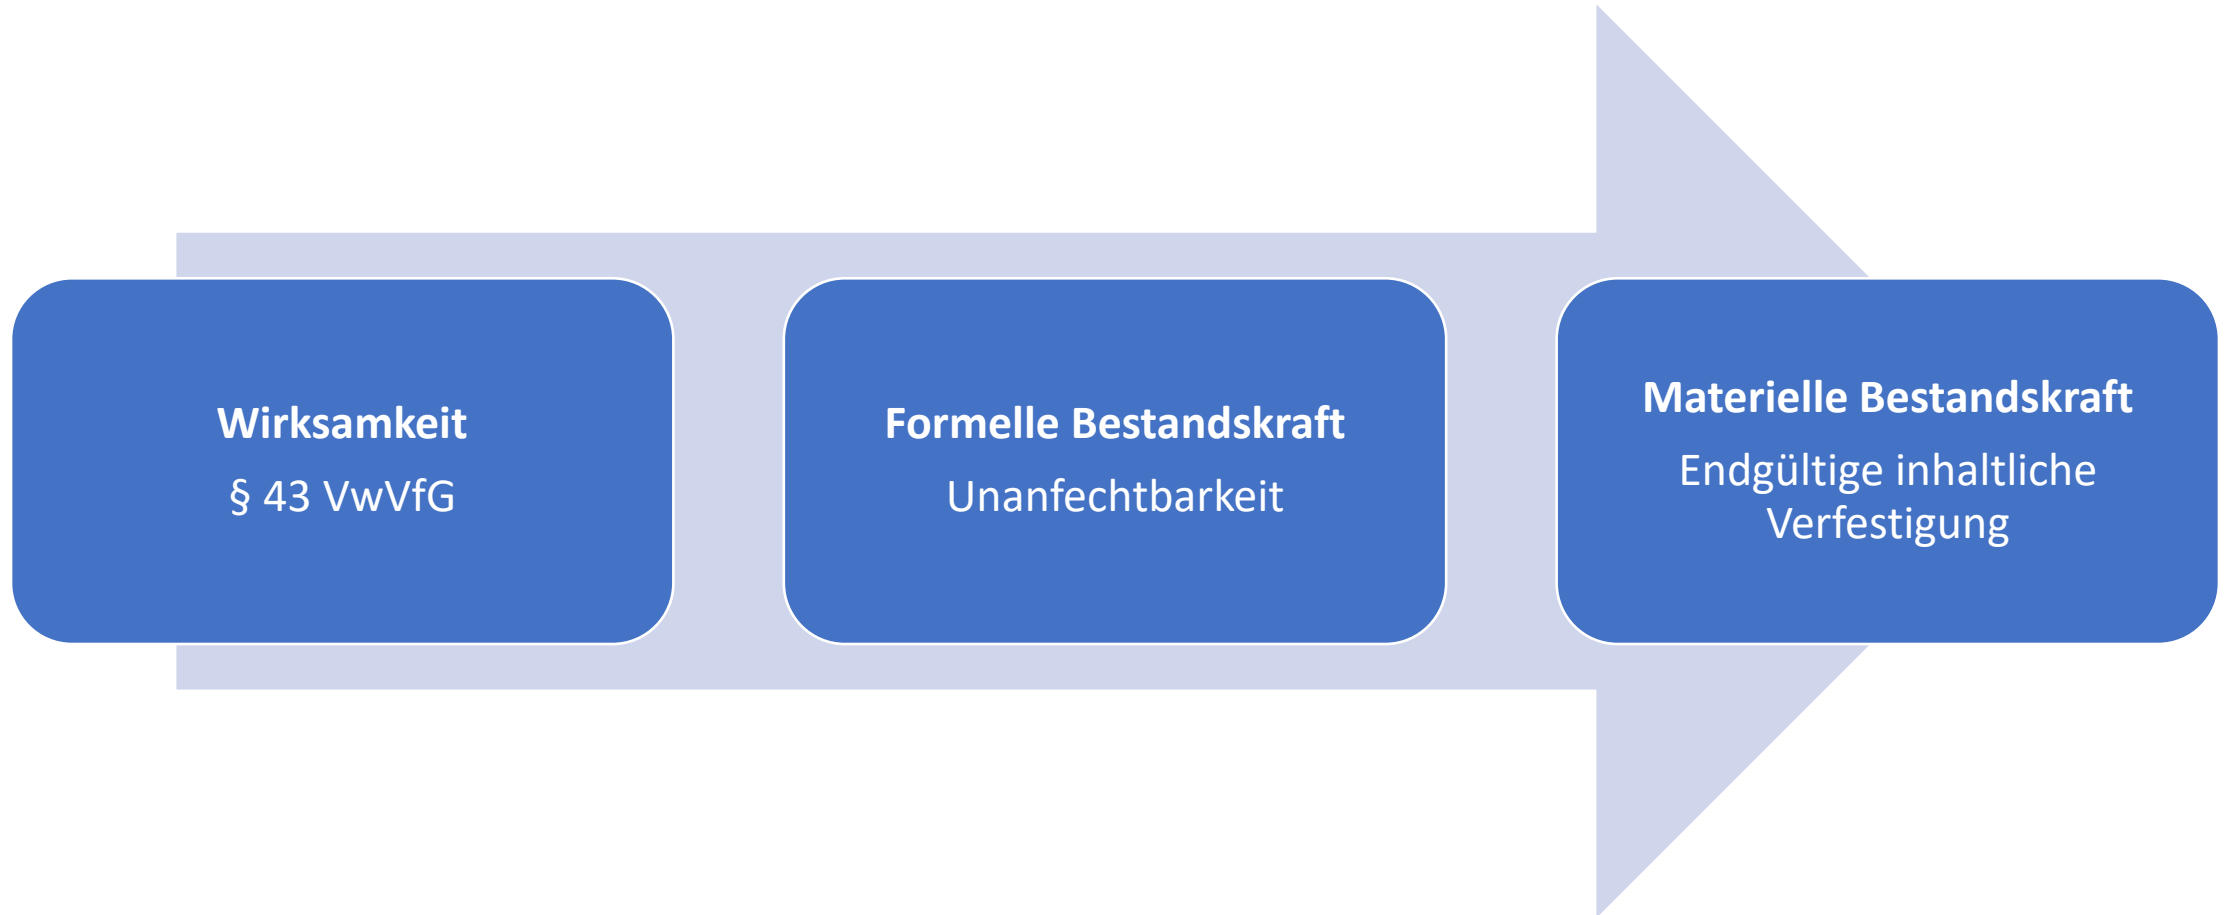 Wirksamkeit
§ 43 VwVfG
Formelle Bestandskraft
Unanfechtbarkeit
Materielle Bestandskraft
Endgültige inhaltliche
Verfestigung